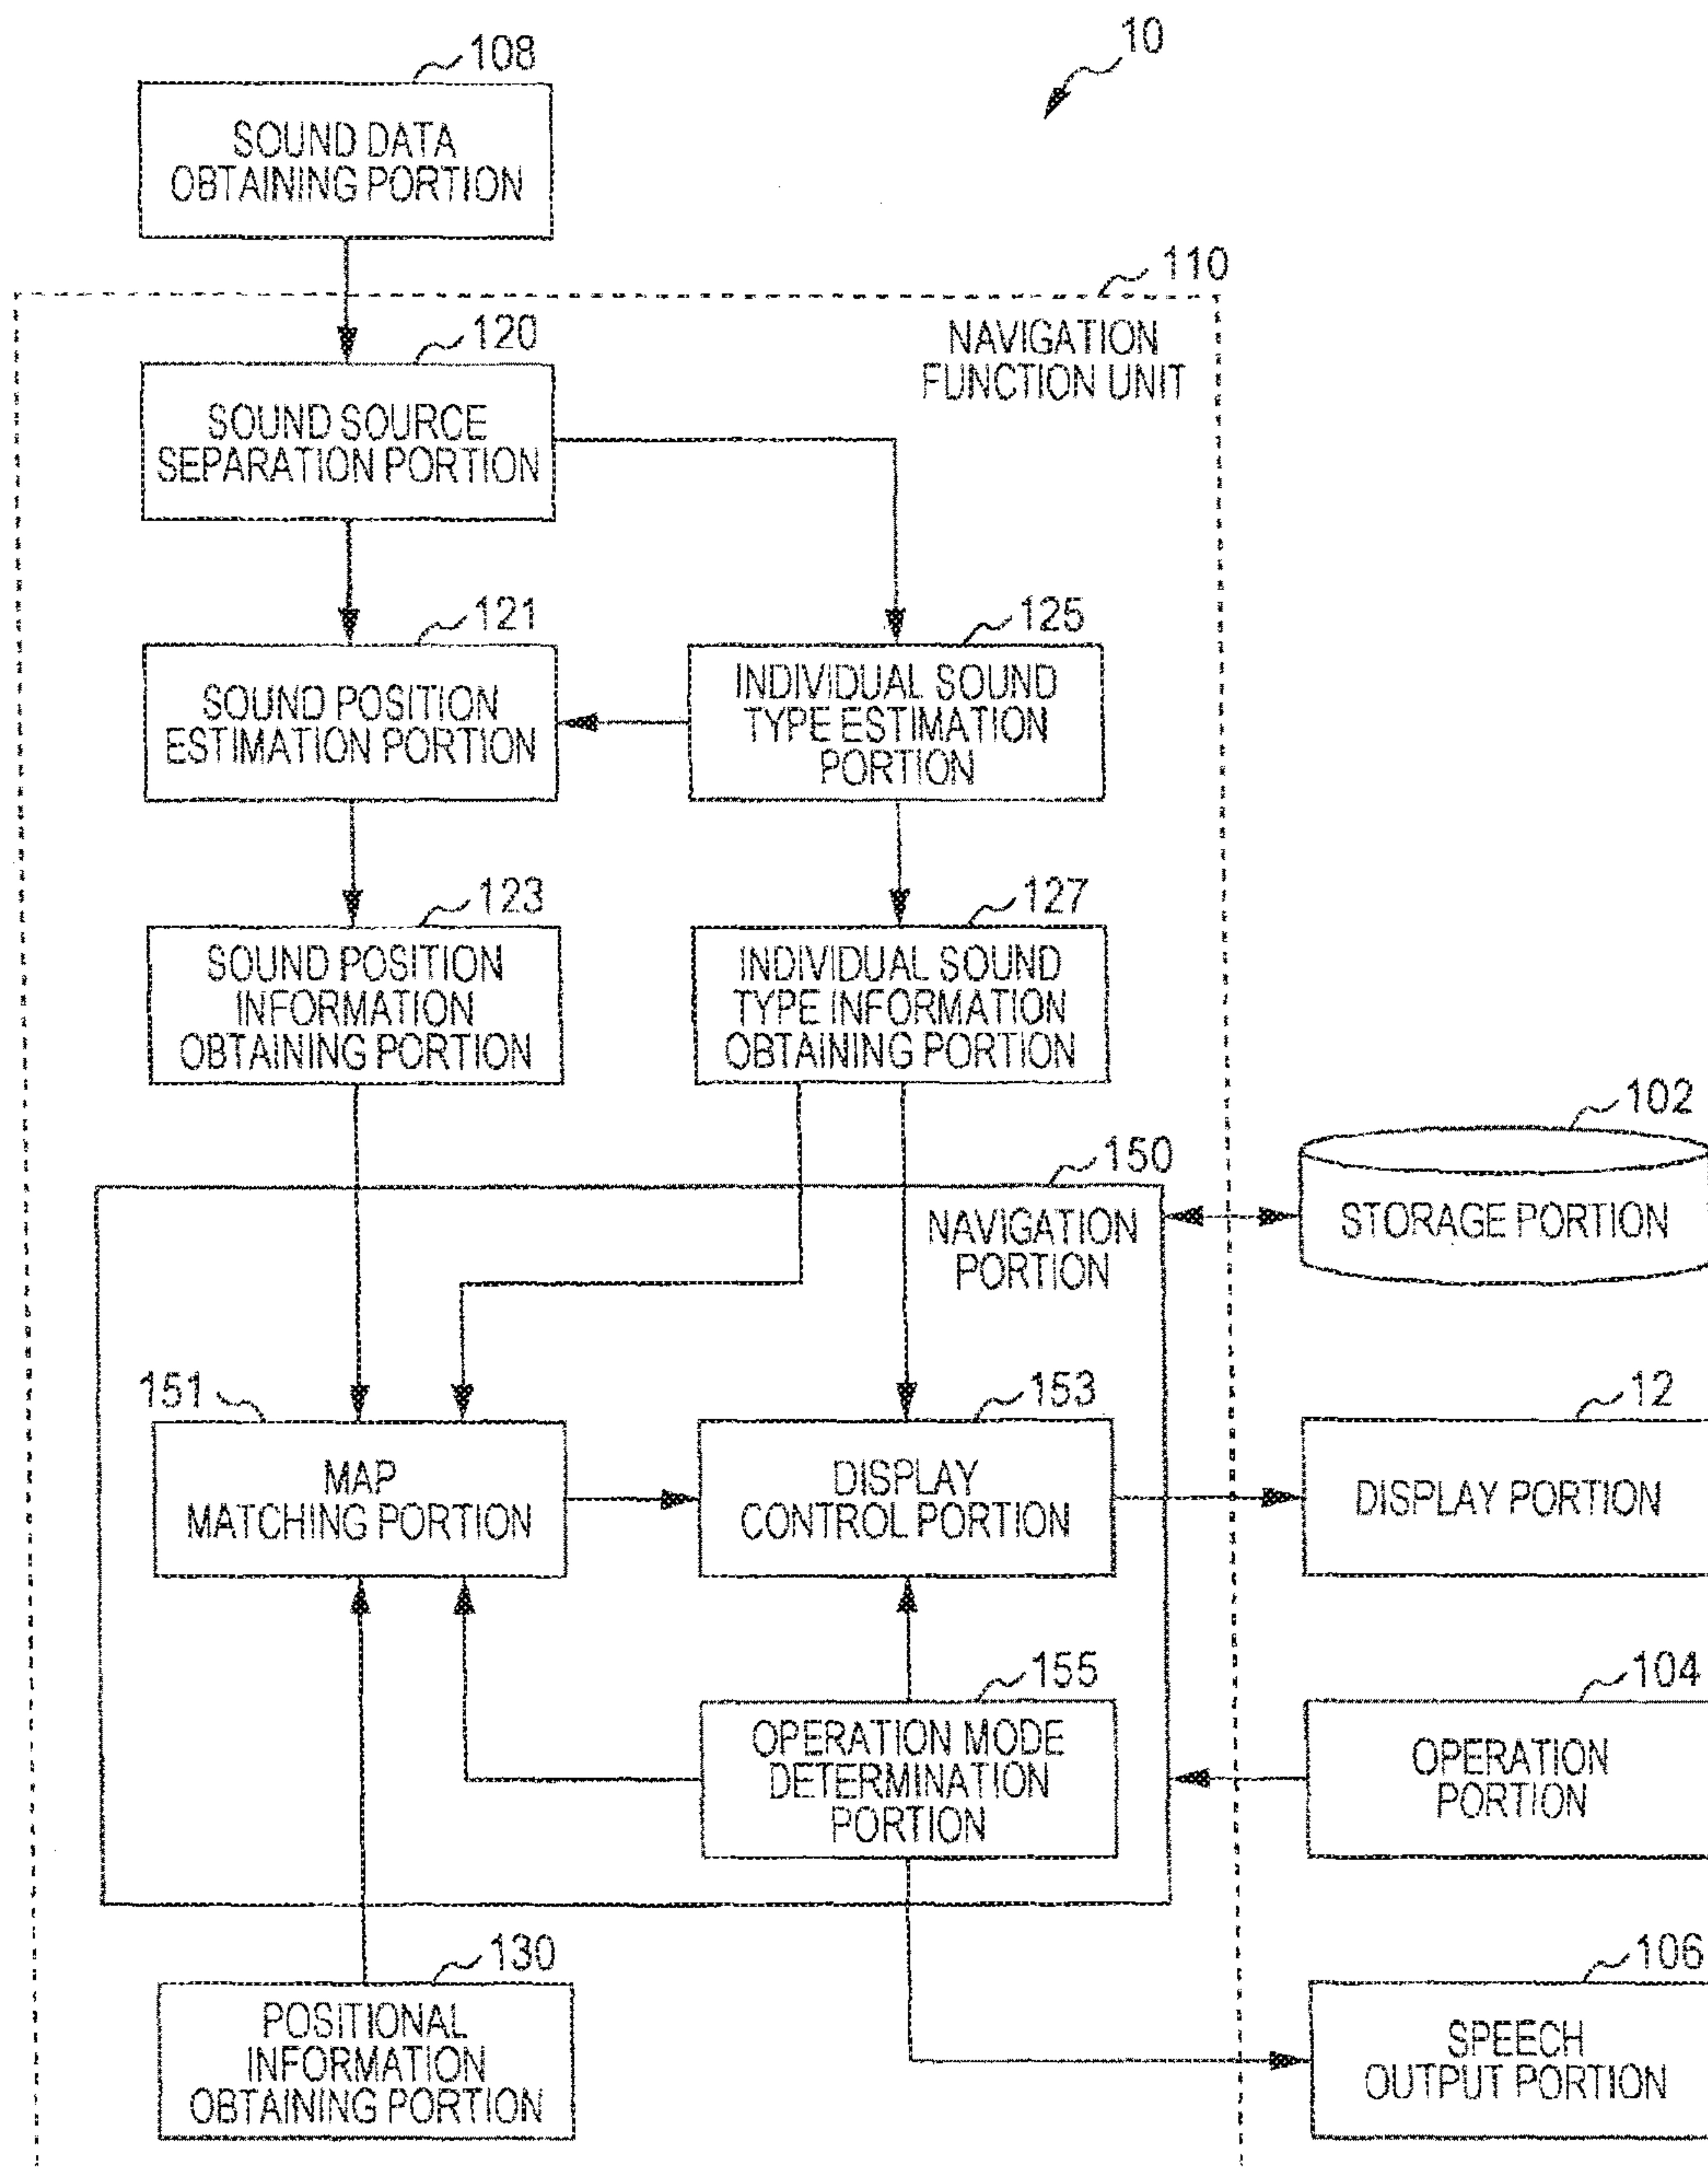 10
108
SOUND DATA
OBTAINING PORTION
110
NAVIGATION
FUNCTION UNIT
120
SOUND SOURCE
SEPARATION PORTION
121
SOUND POSITION
ESTIMATION PORTION
125
INDIVIDUAL SOUND
TYPE ESTIMATION
PORTION
123
SOUND POSITION
INFORMATION
OBTAINING PORTION
127
INDIVIDUAL SOUND
TYPE INFORMATION
OBTAINING PORTION
102
STORAGE PORTION
150
NAVIGATION
PORTION
151
MAP
MATCHING PORTION
153
DISPLAY
CONTROL PORTION
12
DISPLAY PORTION
155
OPERATION MODE
DETERMINATION
PORTION
104
OPERATION
PORTION
130
POSITIONAL
INFORMATION
OBTAINING PORTION
106
SPEECH
OUTPUT PORTION